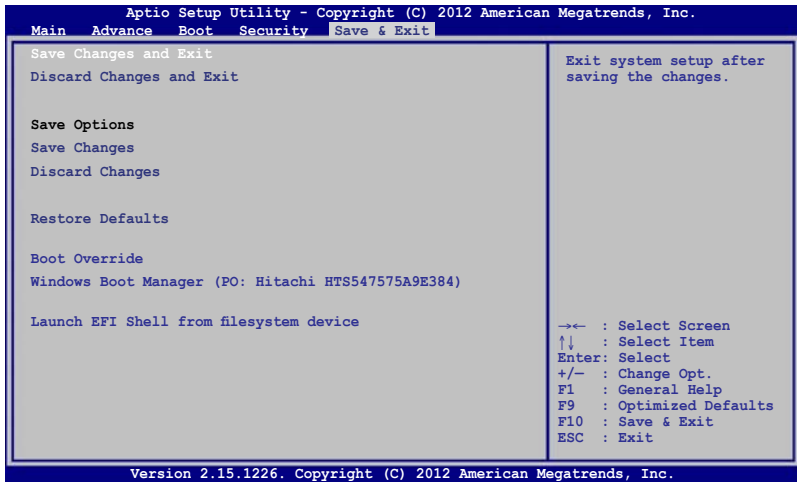 Aptio Setup Utility - Copyright (C) 2012 American Megatrends, Inc.
Main Advance Boot Security Save & Exit
Save Changes and Exit
Discard Changes and Exit
Save Options
Save Changes
Discard Changes
Restore Defaults
Boot Override
Windows Boot Manager (PO: Hitachi HTS547575A9E384)
Launch EFI Shell from filesystem device
Exit system setup after
saving the changes.
→← : Select Screen
↑↓ : Select Item
Enter: Select
+/— : Change Opt.
F1 : General Help
F9 : Optimized Defaults
F10 : Save & Exit
ESC : Exit
Version 2.15.1226. Copyright (C) 2012 American Megatrends, Inc.